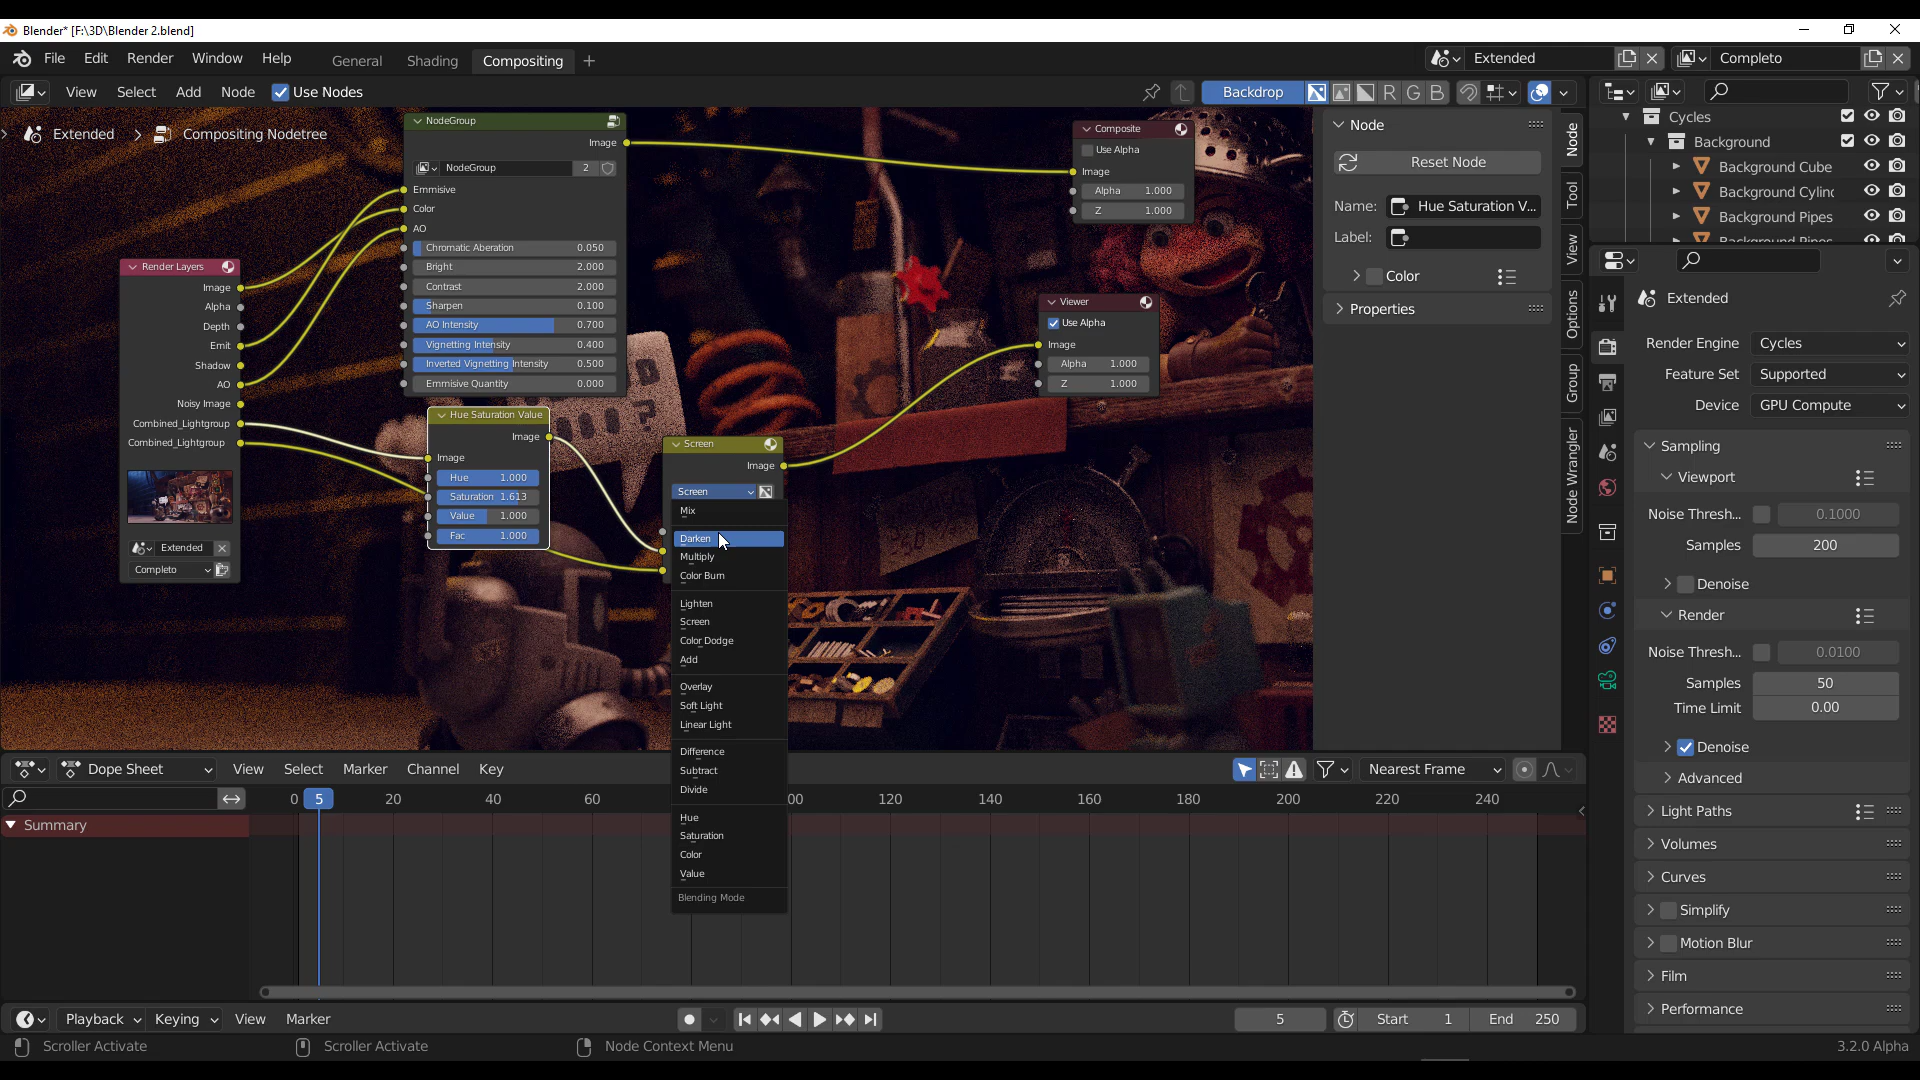 Blender* [F:\3D\Blender 2.blend]
File Edit Render Window Help General Shading Compositing + Extended Completo
View Select Add Node Use Nodes Backdrop R G B
Extended > Compositing Nodetree
NodeGroup
Image
NodeGroup 2
Emmisive
Color
AO
Chromatic Aberation 0.050
Bright 2.000
Contrast 2.000
Sharpen 0.100
AO Intensity 0.700
Vignetting Intensity 0.400
Inverted Vignetting Intensity 0.500
Emmisive Quantity 0.000
Render Layers
Image
Alpha
Depth
Emit
Shadow
AO
Noisy Image
Combined_Lightgroup
Combined_Lightgroup
Extended
Completo
Hue Saturation Value
Image
Image
Hue 1.000
Saturation 1.613
Value 1.000
Fac 1.000
Screen
Image
Screen
Mix
Darken
Multiply
Color Burn
Lighten
Screen
Color Dodge
Add
Overlay
Soft Light
Linear Light
Difference
Subtract
Divide
Hue
Saturation
Color
Value
Blending Mode
Composite
Use Alpha
Image
Alpha 1.000
Z 1.000
Viewer
Use Alpha
Image
Alpha 1.000
Z 1.000
Node
Reset Node
Name: Hue Saturation V...
Label:
Color
Properties
Node
Tool
View
Options
Group
Node Wrangler
Cycles
Background
Background Cube
Background Cylin
Background Pipes
Background Pipes
Extended
Render Engine Cycles
Feature Set Supported
Device GPU Compute
Sampling
Viewport
Noise Thresh... 0.1000
Samples 200
Denoise
Render
Noise Thresh... 0.0100
Samples 50
Time Limit 0.00
Denoise
Advanced
Light Paths
Volumes
Curves
Simplify
Motion Blur
Film
Performance
Dope Sheet View Select Marker Channel Key Nearest Frame
0 5 20 40 60 00 120 140 160 180 200 220 240
Summary
Playback Keying View Marker 5 Start 1 End 250
Scroller Activate Scroller Activate Node Context Menu 3.2.0 Alpha